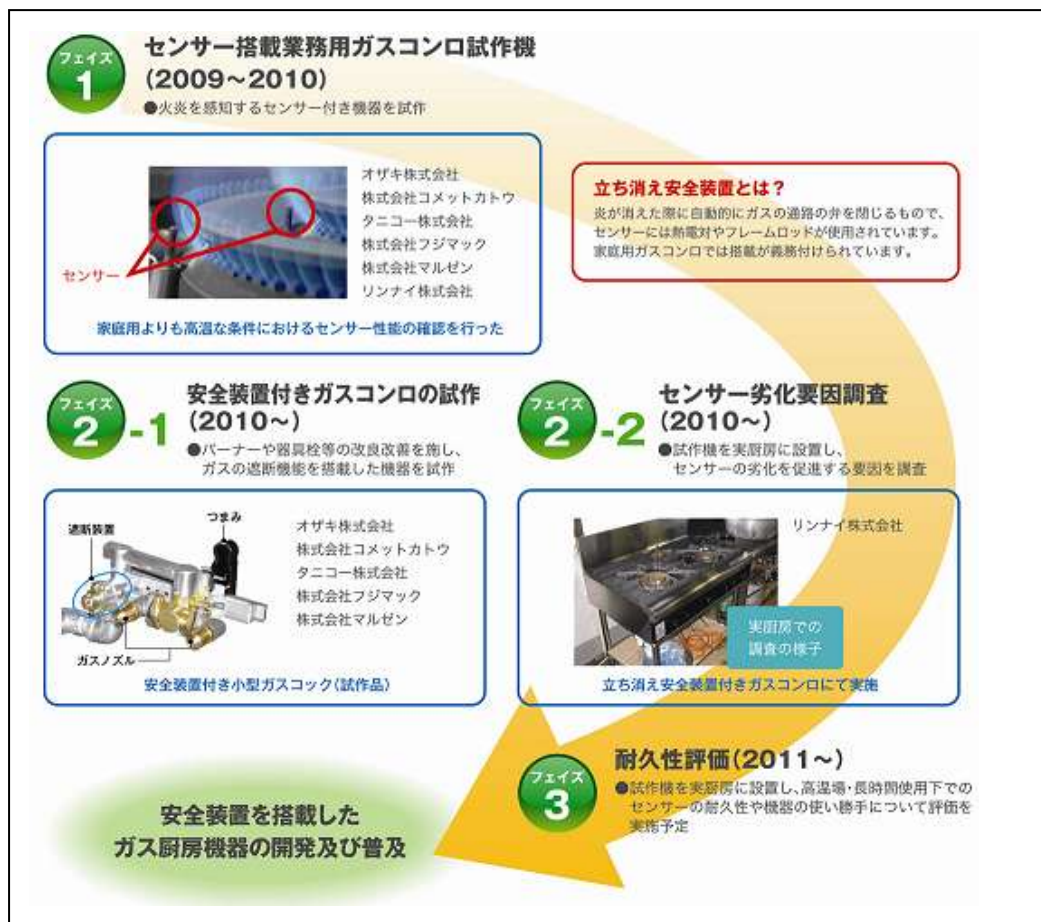 フェイズ
1
センサー搭載業務用ガスコンロ試作機
(2009〜2010)
●火炎を感知するセンサー付き機器を試作
センサー
オザキ株式会社
株式会社コメットカトウ
タニコー株式会社
株式会社フジマック
株式会社マルゼン
リンナイ株式会社
家庭用よりも高温な条件におけるセンサー性能の確認を行った
立ち消え安全装置とは？
炎が消えた際に自動的にガスの通路の弁を閉じるもので、
センサーには熱電対やフレームロッドが使用されています。
家庭用ガスコンロでは搭載が義務付けられています。
フェイズ
2-1
安全装置付きガスコンロの試作
(2010〜)
●バーナーや器具栓等の改良改善を施し、
ガスの遮断機能を搭載した機器を試作
遮断装置
つまみ
ガスノズル
オザキ株式会社
株式会社コメットカトウ
タニコー株式会社
株式会社フジマック
株式会社マルゼン
安全装置付き小型ガスコック(試作品)
フェイズ
2-2
センサー劣化要因調査
(2010〜)
●試作機を実厨房に設置し、
センサーの劣化を促進する要因を調査
リンナイ株式会社
実厨房での
調査の様子
立ち消え安全装置付きガスコンロにて実施
フェイズ
3
耐久性評価(2011〜)
●試作機を実厨房に設置し、高温場・長時間使用下での
センサーの耐久性や機器の使い勝手について評価を
実施予定
安全装置を搭載した
ガス厨房機器の開発及び普及